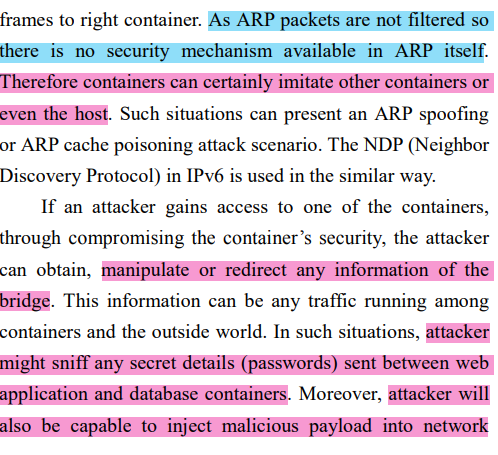 frames to right container. As ARP packets are not filtered so
there is no security mechanism available in ARP itself.
Therefore containers can certainly imitate other containers or
even the host. Such situations can present an ARP spoofing
or ARP cache poisoning attack scenario. The NDP (Neighbor
Discovery Protocol) in IPv6 is used in the similar way.
If an attacker gains access to one of the containers,
through compromising the container's security, the attacker
can obtain, manipulate or redirect any information of the
bridge. This information can be any traffic running among
containers and the outside world. In such situations, attacker
might sniff any secret details (passwords) sent between web
application and database containers. Moreover, attacker will
also be capable to inject malicious payload into network